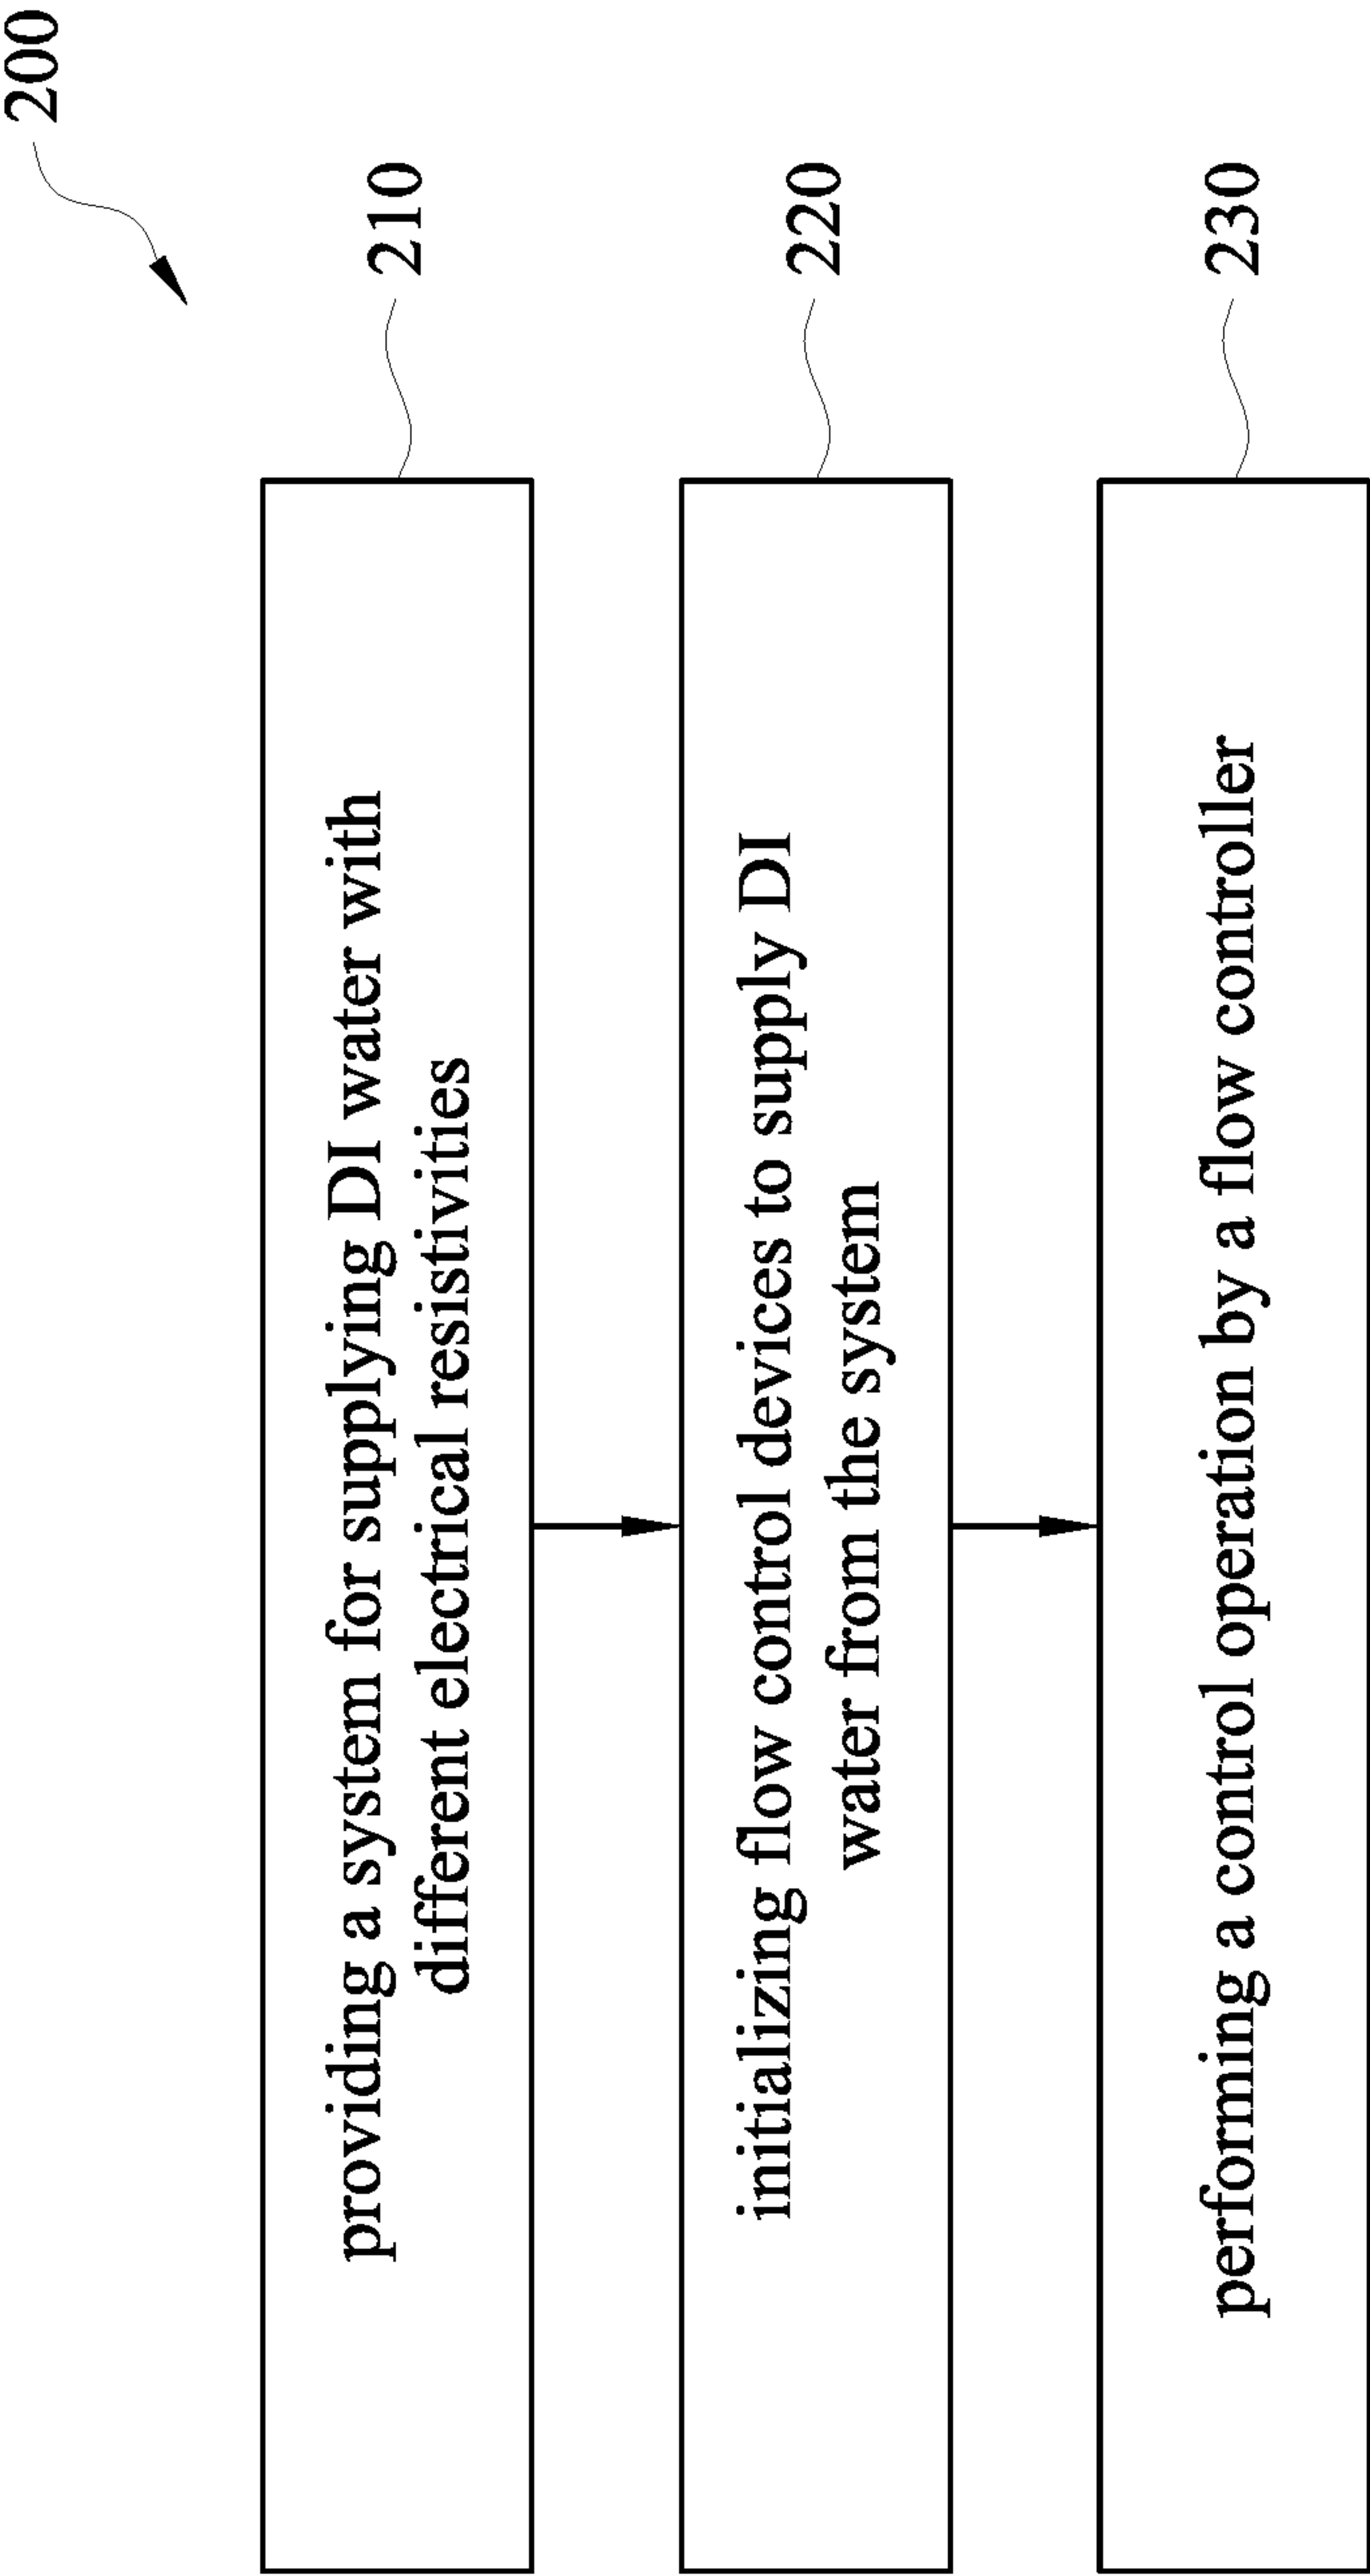 200
providing a system for supplying DI water with
different electrical resistivities
210
initializing flow control devices to supply DI
water from the system
220
performing a control operation by a flow controller
230